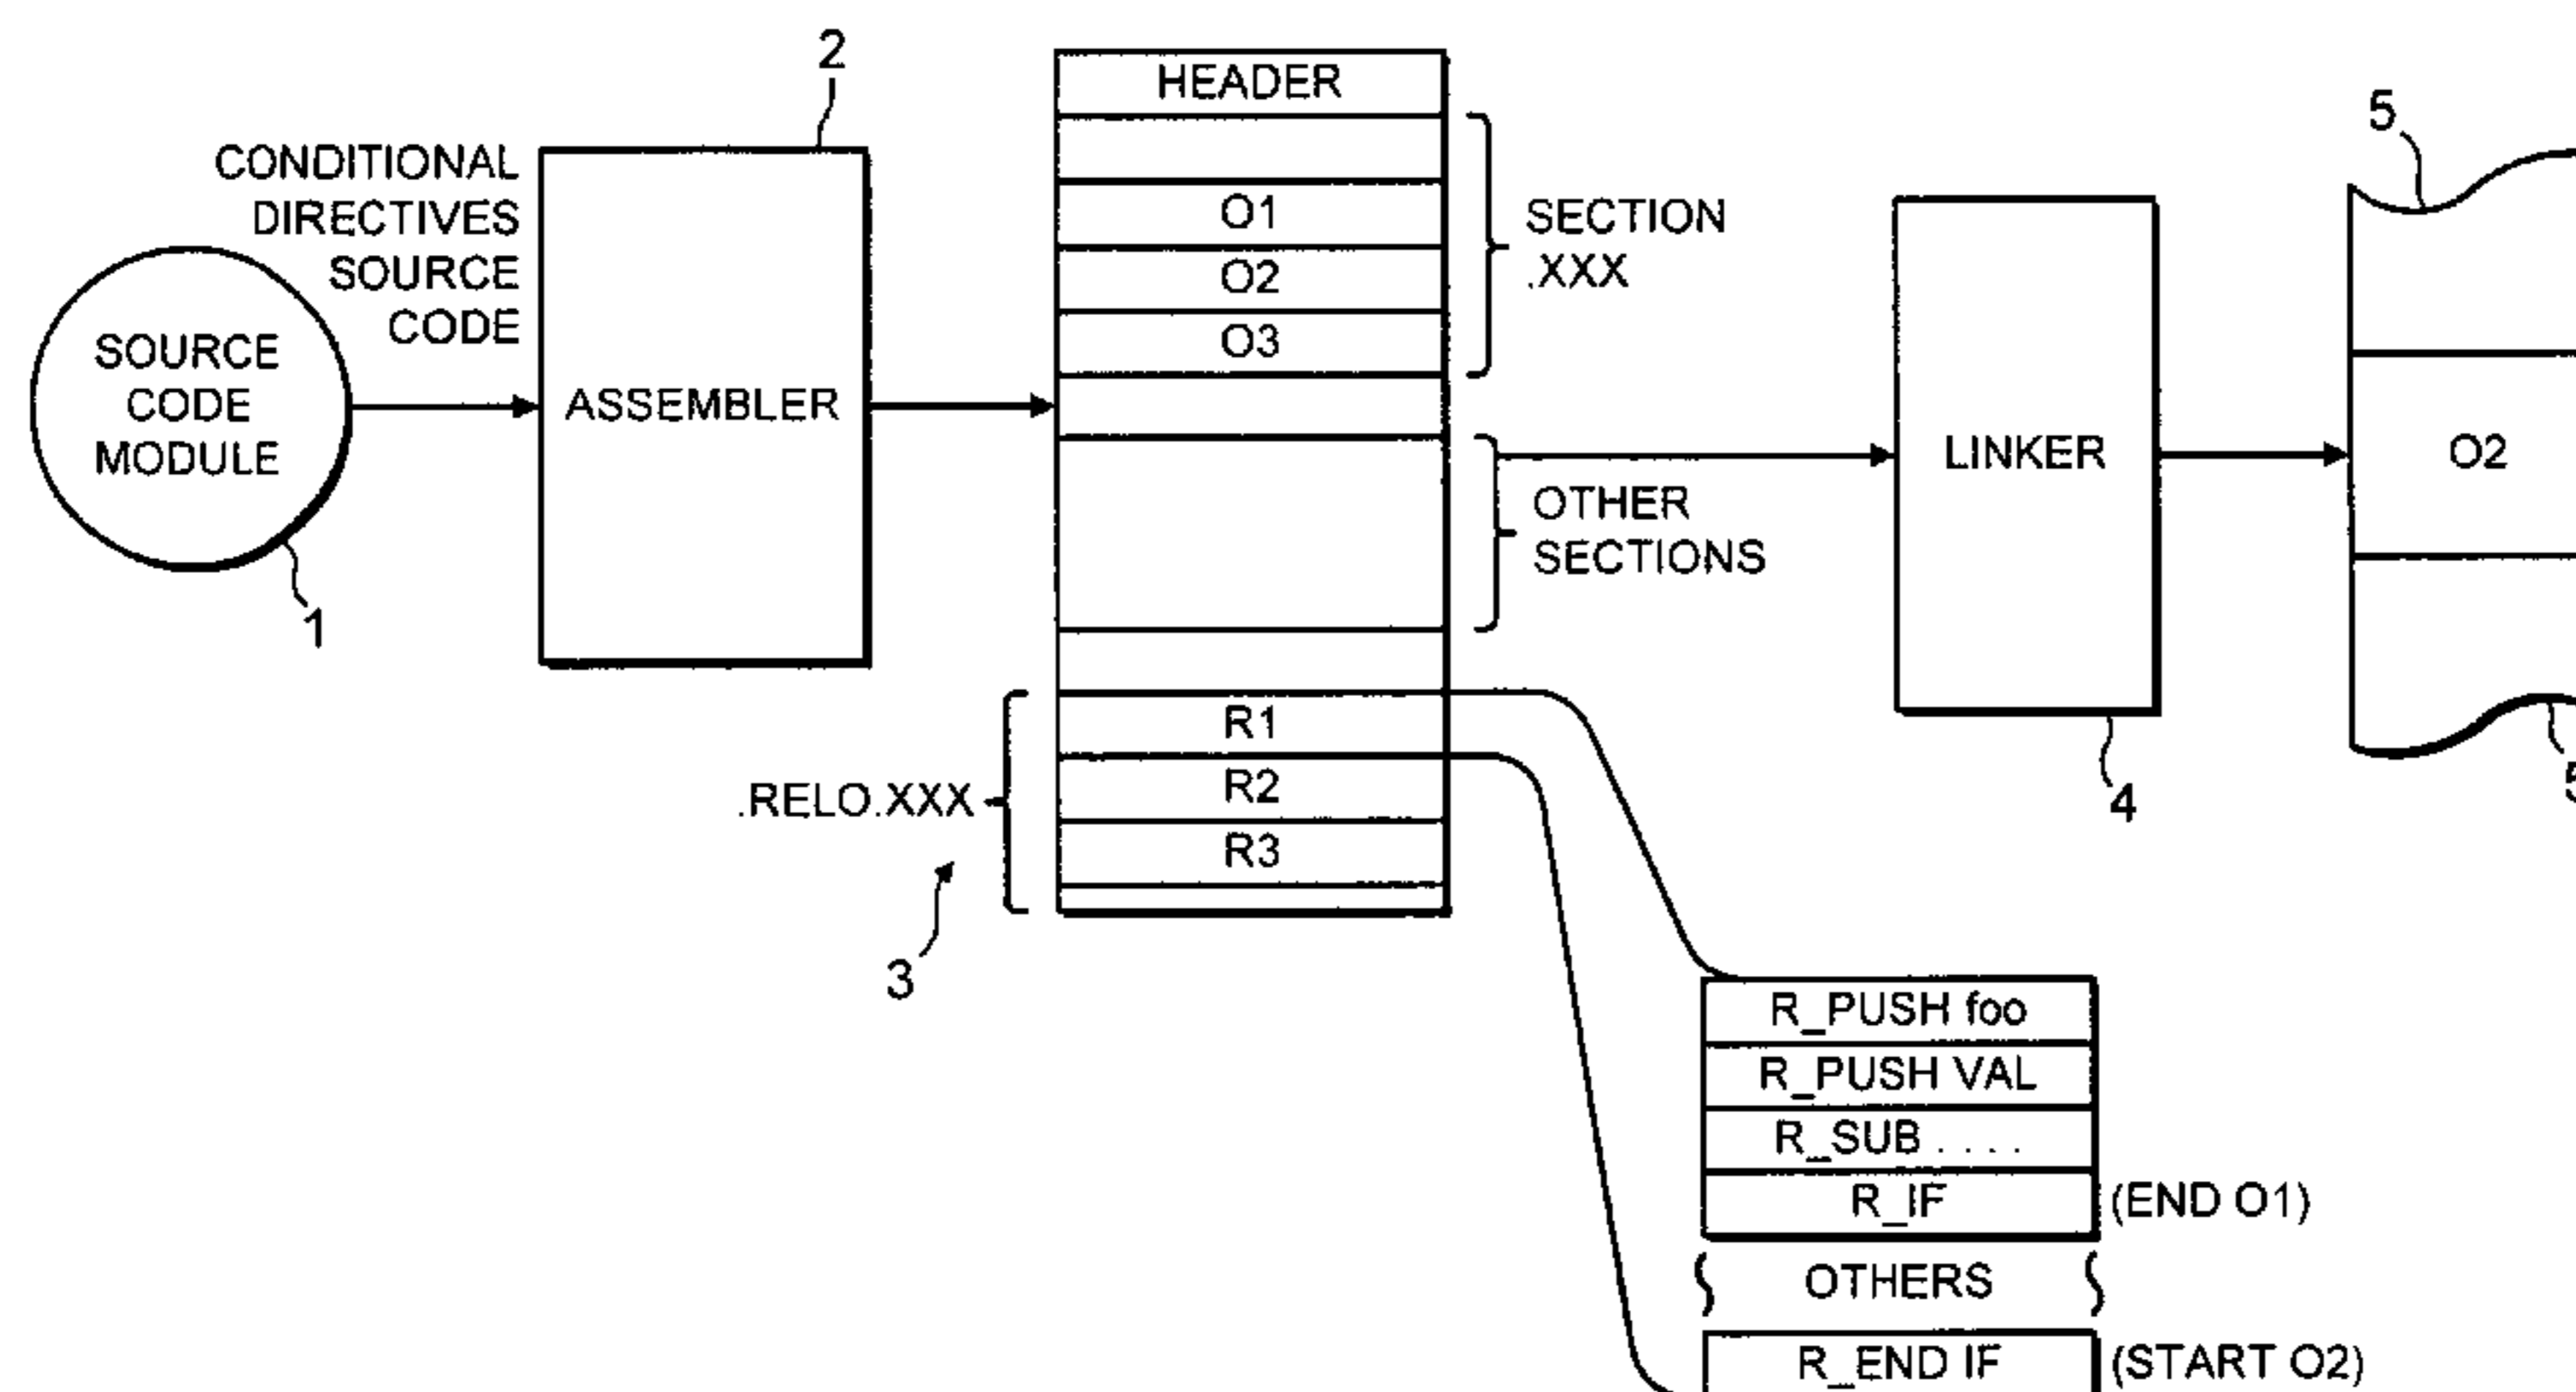 2
HEADER
5
CONDITIONAL
DIRECTIVES
SOURCE
CODE
O1
O2
O3
SECTION
.XXX
SOURCE
CODE
MODULE
1
ASSEMBLER
LINKER
O2
OTHER
SECTIONS
4
5
R1
R2
R3
.RELO.XXX
3
R_PUSH foo
R_PUSH VAL
R_SUB . . . .
R_IF (END O1)
OTHERS
R_END IF (START O2)